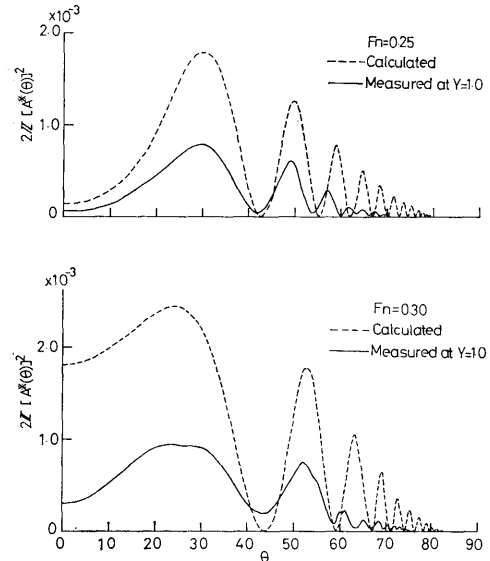 x10⁻³
2.0
1.0
0
2π [A*(θ)]²
Fn=0.25
Calculated
Measured at Y=1.0
x10⁻³
2.0
1.0
0
2π [A*(θ)]²
Fn=0.30
Calculated
Measured at Y=1.0
0 10 20 30 40 50 60 70 80 90
θ